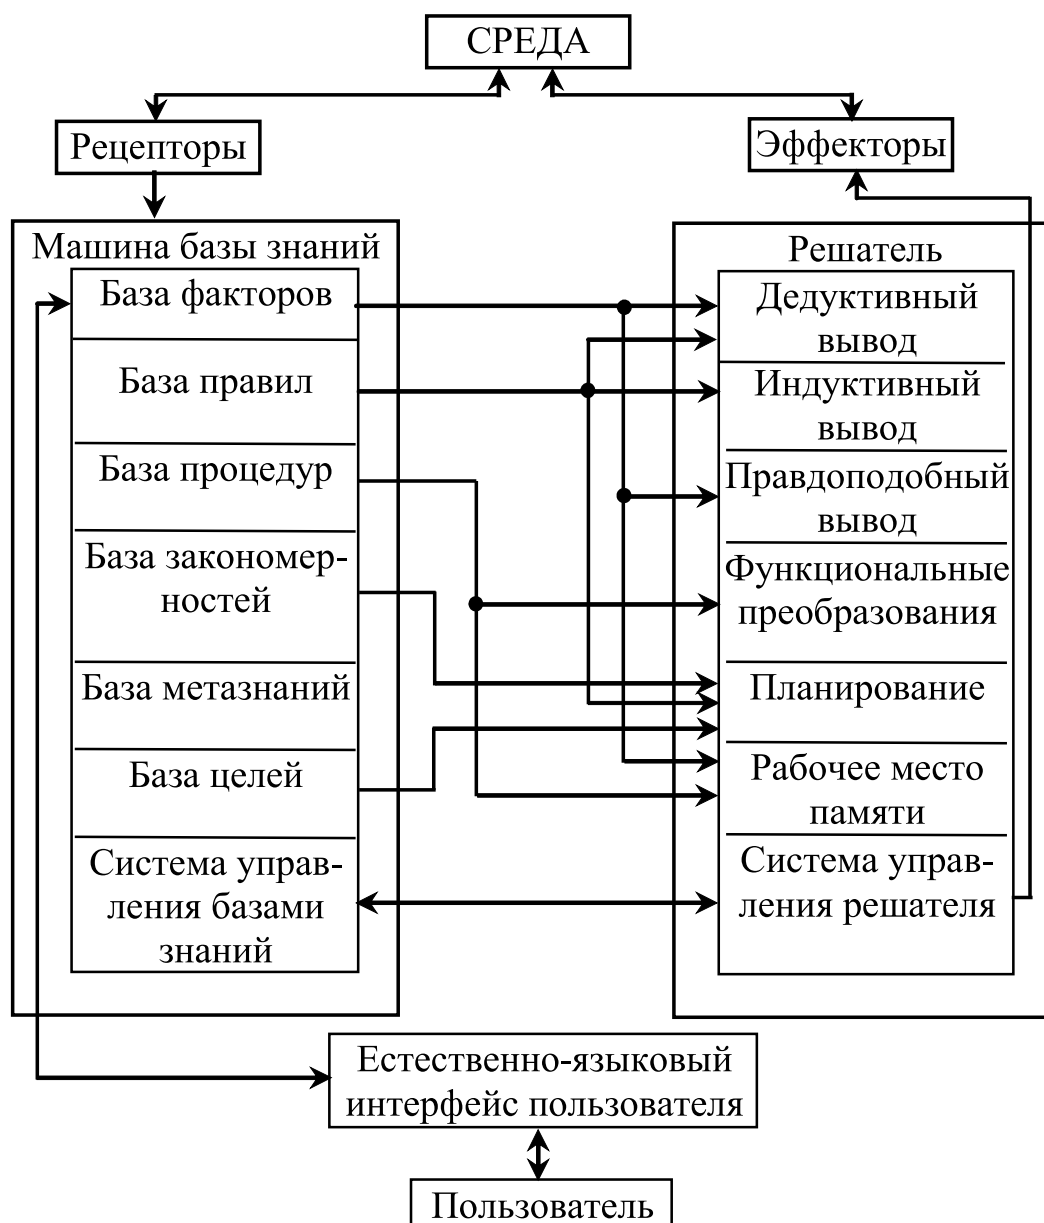 СРЕДА
Рецепторы
Эффекторы
Машина базы знаний
База факторов
База правил
База процедур
База закономер-
ностей
База метазнаний
База целей
Система управ-
ления базами
знаний
Решатель
Дедуктивный
вывод
Индуктивный
вывод
Правдоподобный
вывод
Функциональные
преобразования
Планирование
Рабочее место
памяти
Система управ-
ления решателя
Естественно-языковый
интерфейс пользователя
Пользователь